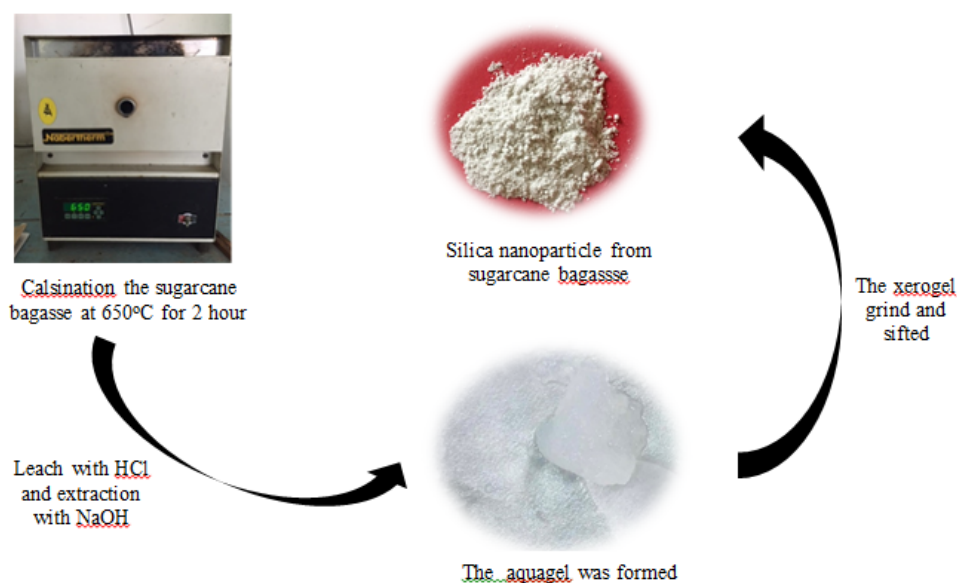 Nabertherm
650
Calsination the sugarcane
bagasse at 650°C for 2 hour
Leach with HCl
and extraction
with NaOH
The aquagel was formed
Silica nanoparticle from
sugarcane bagassse
The xerogel
grind and
sifted